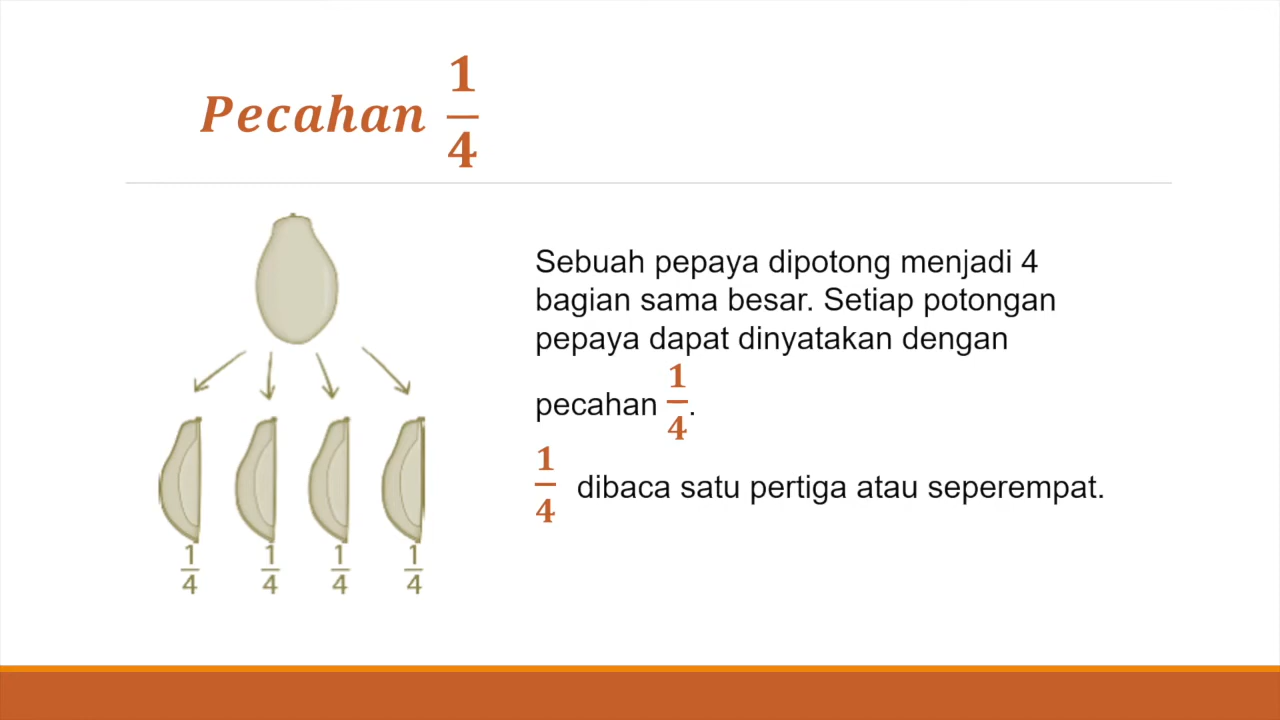 Pecahan 1/4
Sebuah pepaya dipotong menjadi 4
bagian sama besar. Setiap potongan
pepaya dapat dinyatakan dengan
pecahan 1/4.
1/4 dibaca satu pertiga atau seperempat.
1/4 1/4 1/4 1/4